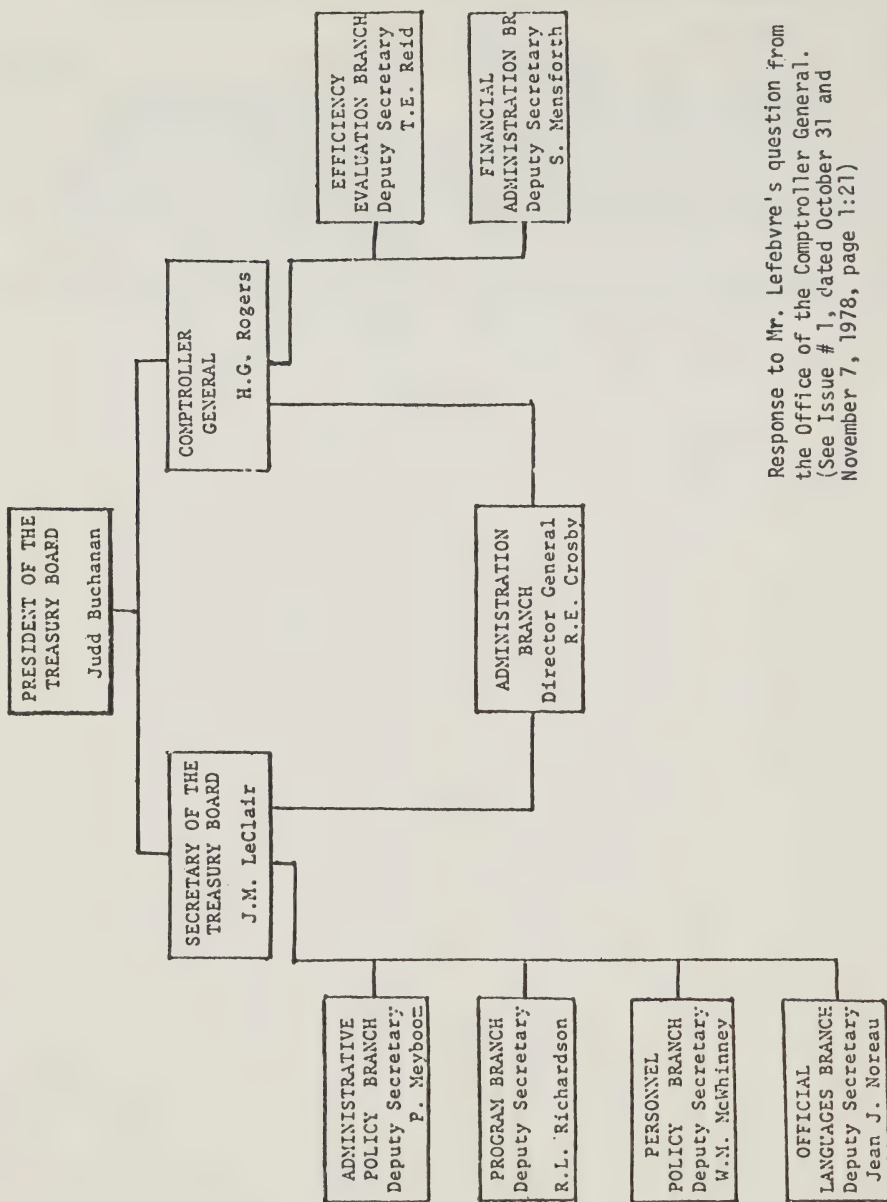 PRESIDENT OF THE
TREASURY BOARD
Judd Buchanan
SECRETARY OF THE
TREASURY BOARD
J.M. LeClair
COMPTROLLER
GENERAL
H.G. Rogers
ADMINISTRATIVE
POLICY BRANCH
Deputy Secretary
P. Meyboom
PROGRAM BRANCH
Deputy Secretary
R.L. Richardson
PERSONNEL
POLICY BRANCH
Deputy Secretary
W.M. McWhinney
OFFICIAL
LANGUAGES BRANCH
Deputy Secretary
Jean J. Noreau
ADMINISTRATION
BRANCH
Director General
R.E. Crosby
EFFICIENCY
EVALUATION BRANCH
Deputy Secretary
T.E. Reid
FINANCIAL
ADMINISTRATION BR
Deputy Secretary
S. Mensforth
Response to Mr. Lefebvre's question from
the Office of the Comptroller General.
(See Issue # 1, dated October 31 and
November 7, 1978, page 1:21)